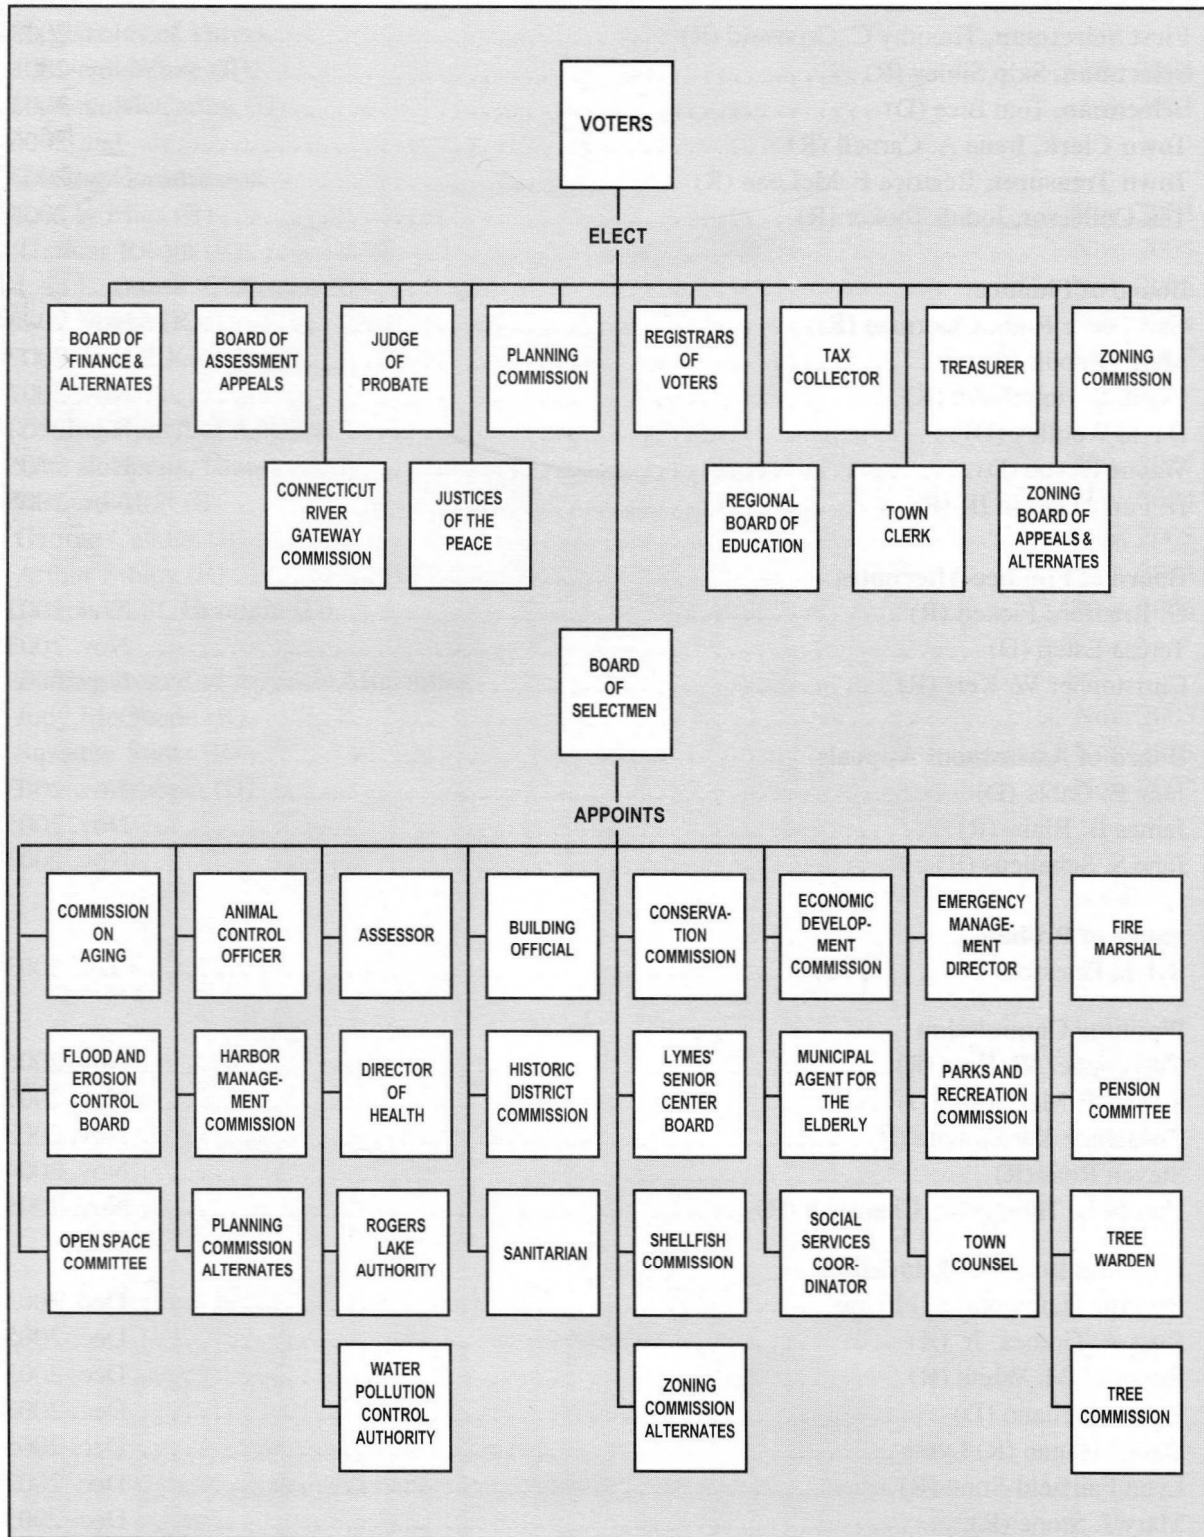 VOTERS
ELECT
BOARD OF
FINANCE &
ALTERNATES
BOARD OF
ASSESSMENT
APPEALS
JUDGE
OF
PROBATE
PLANNING
COMMISSION
REGISTRARS
OF
VOTERS
TAX
COLLECTOR
TREASURER
ZONING
COMMISSION
CONNECTICUT
RIVER
GATEWAY
COMMISSION
JUSTICES
OF THE
PEACE
REGIONAL
BOARD OF
EDUCATION
TOWN
CLERK
ZONING
BOARD OF
APPEALS &
ALTERNATES
BOARD
OF
SELECTMEN
APPOINTS
COMMISSION
ON
AGING
ANIMAL
CONTROL
OFFICER
ASSESSOR
BUILDING
OFFICIAL
CONSERVA-
TION
COMMISSION
ECONOMIC
DEVELOP-
MENT
COMMISSION
EMERGENCY
MANAGE-
MENT
DIRECTOR
FIRE
MARSHAL
FLOOD AND
EROSION
CONTROL
BOARD
HARBOR
MANAGE-
MENT
COMMISSION
DIRECTOR
OF
HEALTH
HISTORIC
DISTRICT
COMMISSION
LYMES'
SENIOR
CENTER
BOARD
MUNICIPAL
AGENT FOR
THE
ELDERLY
PARKS AND
RECREATION
COMMISSION
PENSION
COMMITTEE
OPEN SPACE
COMMITTEE
PLANNING
COMMISSION
ALTERNATES
ROGERS
LAKE
AUTHORITY
SANITARIAN
SHELLFISH
COMMISSION
SOCIAL
SERVICES
COOR-
DINATOR
TOWN
COUNSEL
TREE
WARDEN
WATER
POLLUTION
CONTROL
AUTHORITY
ZONING
COMMISSION
ALTERNATES
TREE
COMMISSION